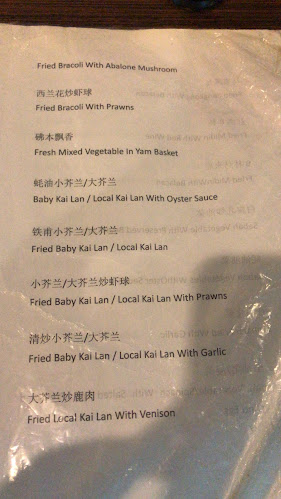 Fried Bracoli With Abalone Mushroom
西兰花炒虾球
Fried Bracoli With Prawns
砩本飘香
Fresh Mixed Vegetable In Yam Basket
蚝油小芥兰/大芥兰
Baby Kai Lan / Local Kai Lan With Oyster Sauce
铁甫小芥兰/大芥兰
Fried Baby Kai Lan / Local Kai Lan
小芥兰/大芥兰炒虾球
Fried Baby Kai Lan / Local Kai Lan With Prawns
清炒小芥兰/大芥兰
Fried Baby Kai Lan / Local Kai Lan With Garlic
大芥兰炒鹿肉
Fried Local Kai Lan With Venison